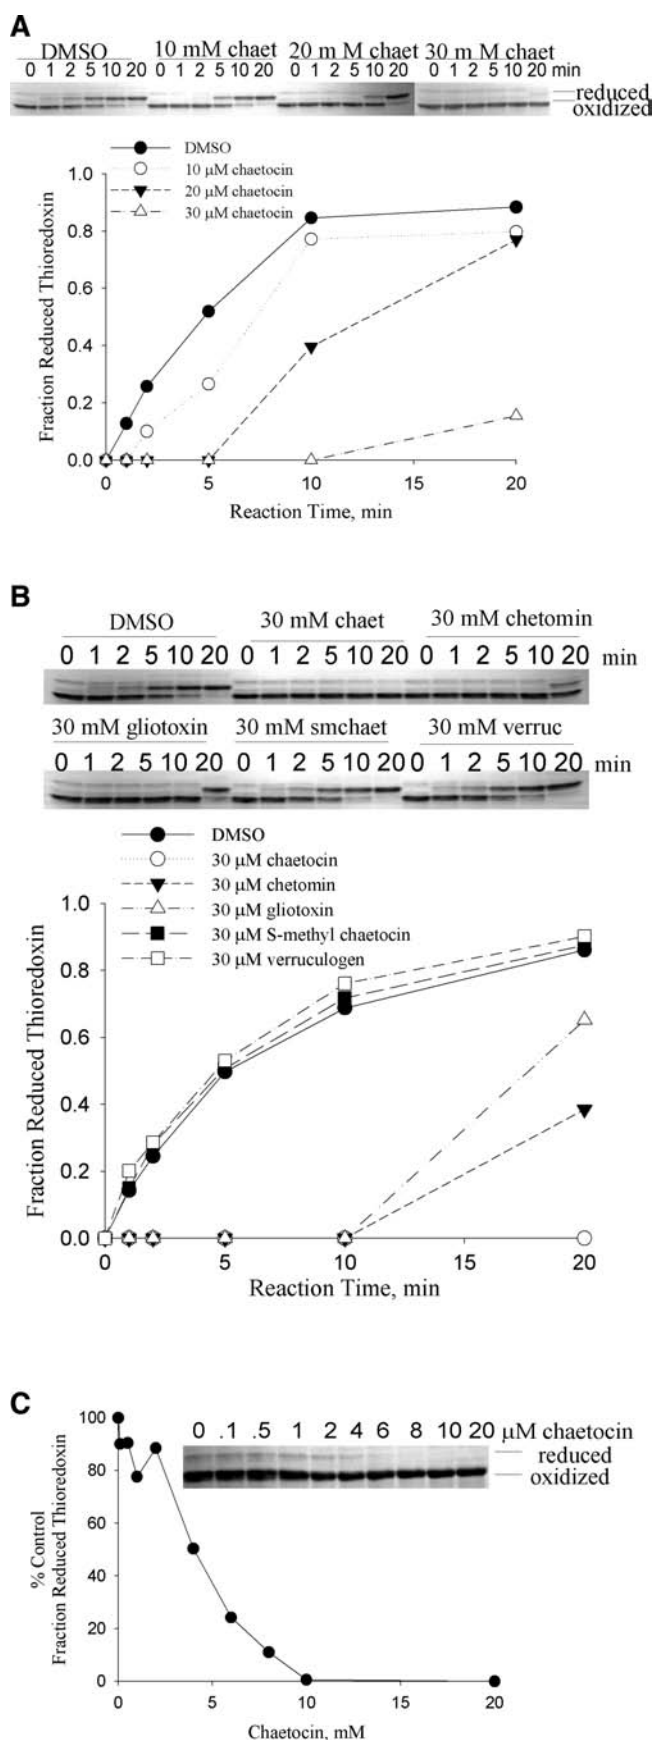 A
DMSO 10 mM chaet 20 m M chaet 30 m M chaet
0 1 2 5 10 20 0 1 2 5 10 20 0 1 2 5 10 20 0 1 2 5 10 20 min
reduced
oxidized
DMSO
10 μM chaetocin
20 μM chaetocin
30 μM chaetocin
Fraction Reduced Thioredoxin
1.0
0.8
0.6
0.4
0.2
0.0
0 5 10 15 20
Reaction Time, min
B
DMSO 30 mM chaet 30 mM chetomin
0 1 2 5 10 20 0 1 2 5 10 20 0 1 2 5 10 20 min
30 mM gliotoxin 30 mM smchaet 30 mM verruc
0 1 2 5 10 20 0 1 2 5 10 20 0 1 2 5 10 20 min
DMSO
30 μM chaetocin
30 μM chetomin
30 μM gliotoxin
30 μM S-methyl chaetocin
30 μM verruculogen
Fraction Reduced Thioredoxin
1.0
0.8
0.6
0.4
0.2
0.0
0 5 10 15 20
Reaction Time, min
C
0 .1 .5 1 2 4 6 8 10 20 μM chaetocin
reduced
oxidized
% Control
Fraction Reduced Thioredoxin
100
80
60
40
20
0
0 5 10 15 20
Chaetocin, mM